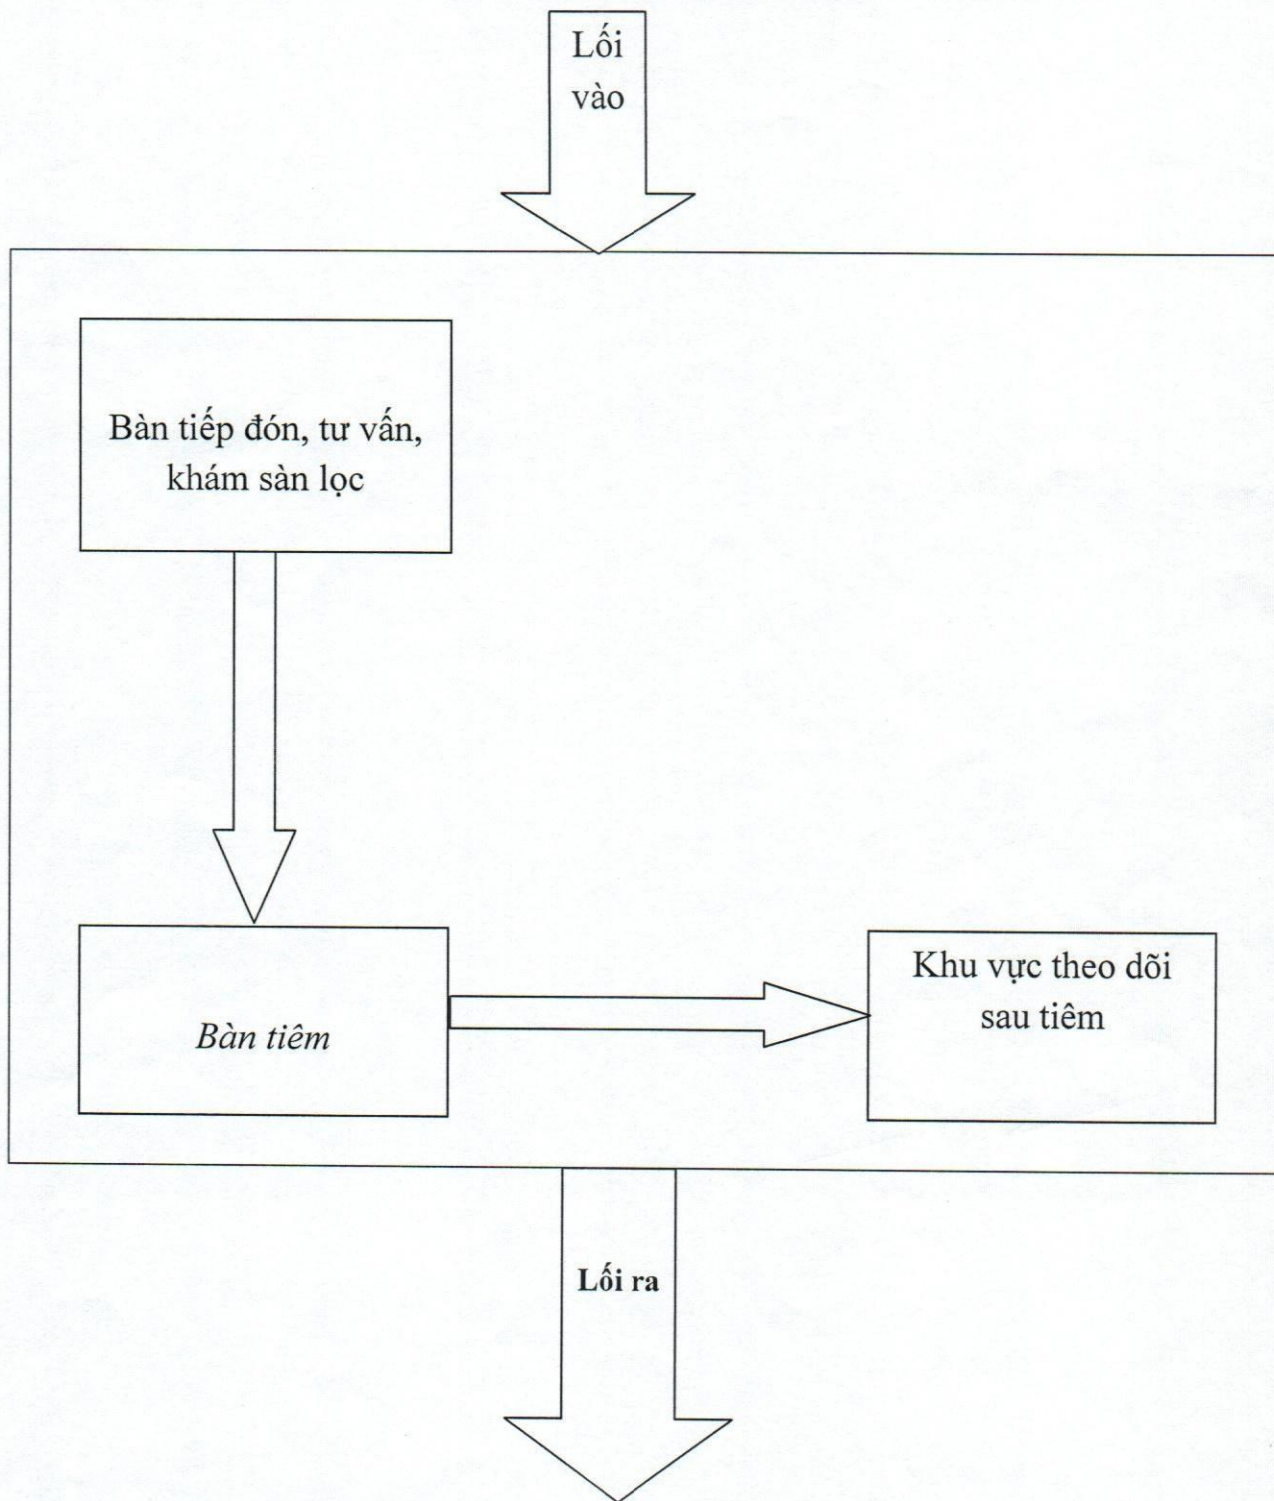 Lối
vào
Bàn tiếp đón, tư vấn,
khám sàn lọc
Bàn tiêm
Khu vực theo dõi
sau tiêm
Lối ra